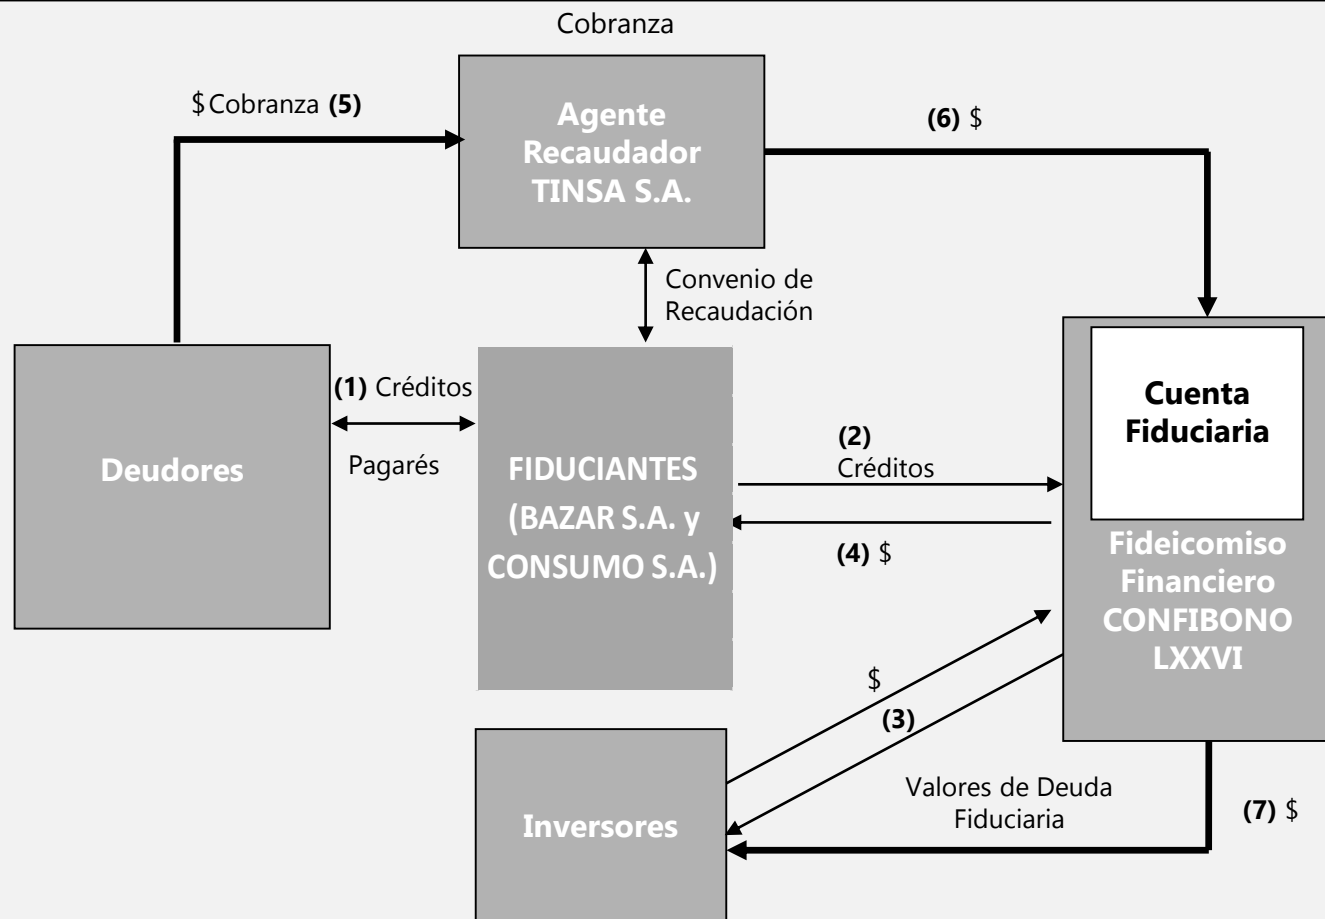 Cobranza
$ Cobranza (5)
Agente
Recaudador
TINSA S.A.
(6) $
Convenio de
Recaudación
Deudores
(1) Créditos
Pagarés
FIDUCIANTES
(BAZAR S.A. y
CONSUMO S.A.)
(2)
Créditos
(4) $
Cuenta
Fiduciaria
Fideicomiso
Financiero
CONFIBONO
LXXVI
$
(3)
Inversores
Valores de Deuda
Fiduciaria
(7) $